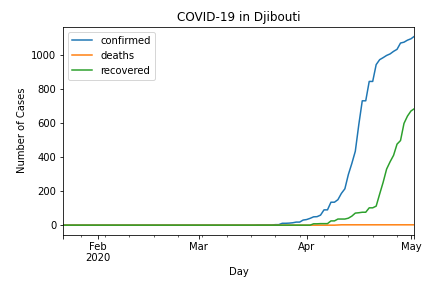 COVID-19 in Djibouti
confirmed
deaths
recovered
Number of Cases
1000
800
600
400
200
0
Feb
2020
Mar
Apr
May
Day